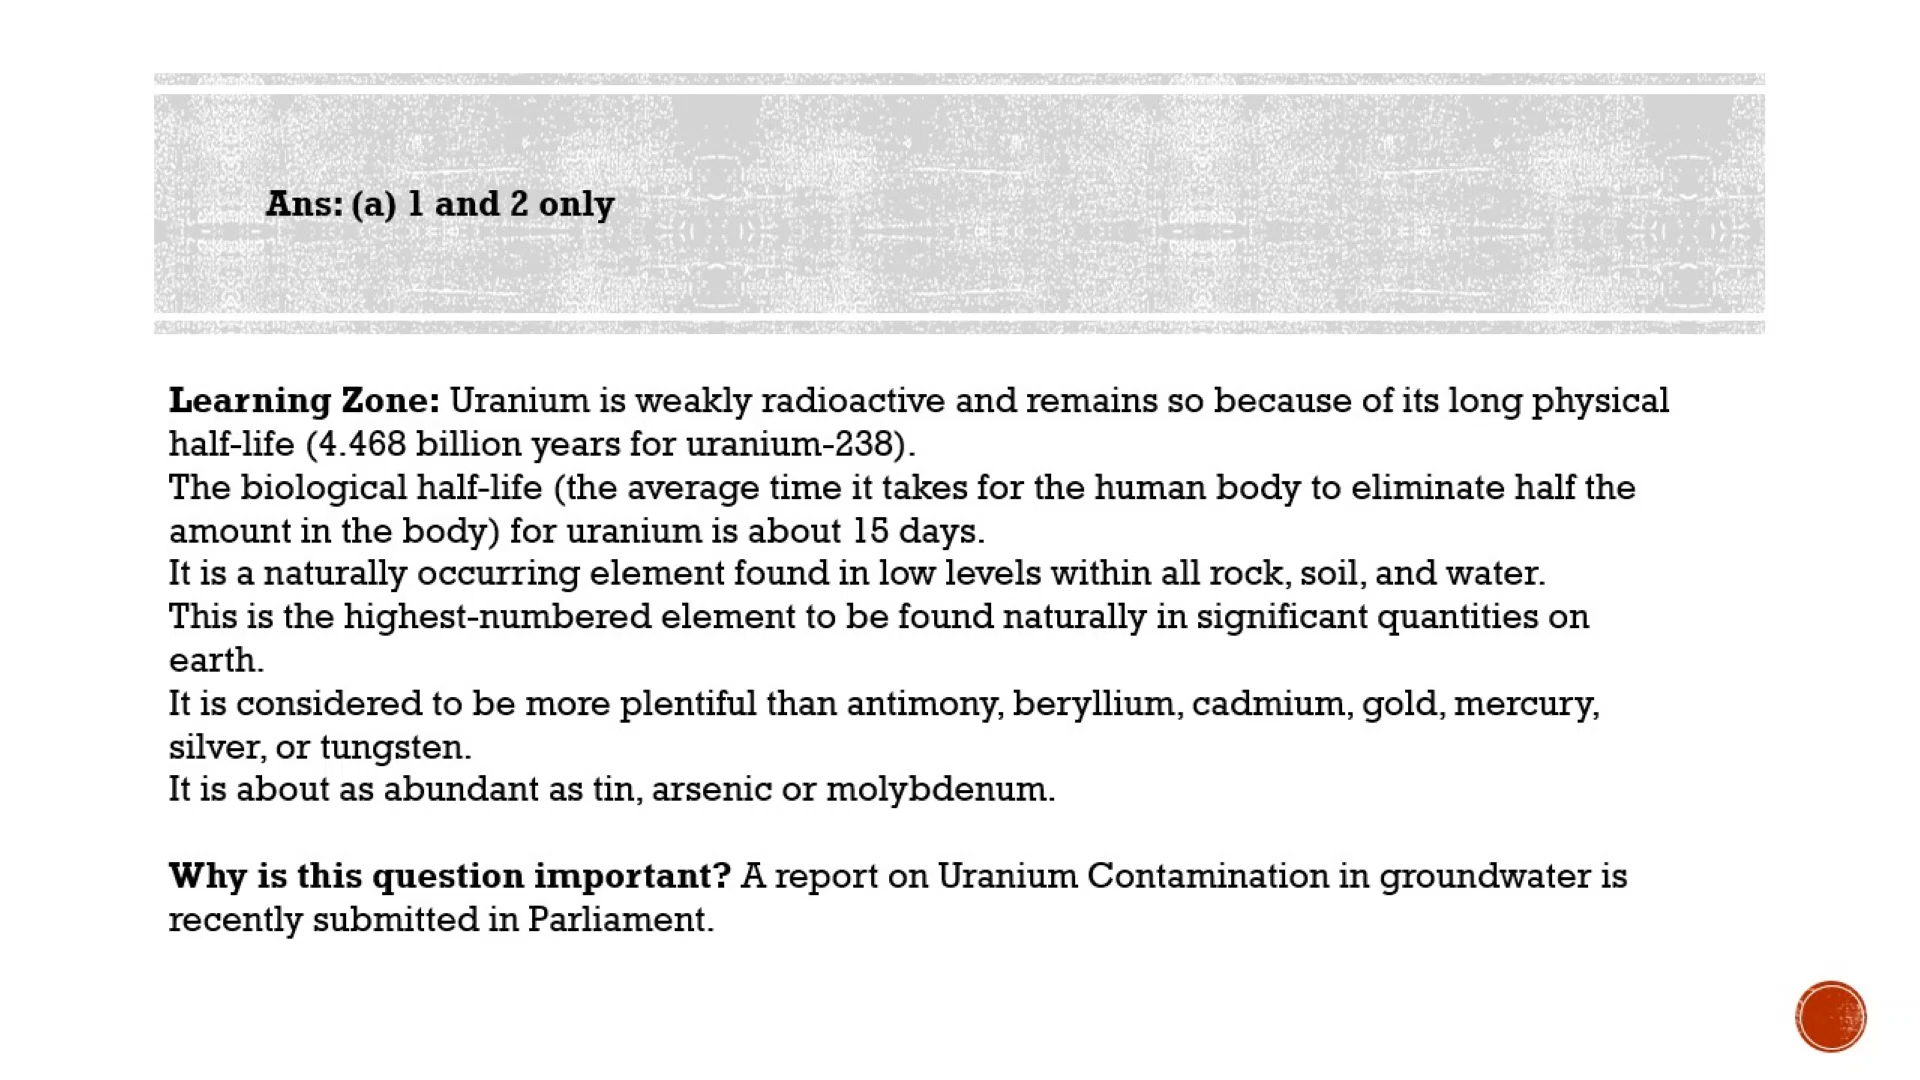 Ans: (a) 1 and 2 only
Learning Zone: Uranium is weakly radioactive and remains so because of its long physical
half-life (4.468 billion years for uranium-238).
The biological half-life (the average time it takes for the human body to eliminate half the
amount in the body) for uranium is about 15 days.
It is a naturally occurring element found in low levels within all rock, soil, and water.
This is the highest-numbered element to be found naturally in significant quantities on
earth.
It is considered to be more plentiful than antimony, beryllium, cadmium, gold, mercury,
silver, or tungsten.
It is about as abundant as tin, arsenic or molybdenum.
Why is this question important? A report on Uranium Contamination in groundwater is
recently submitted in Parliament.